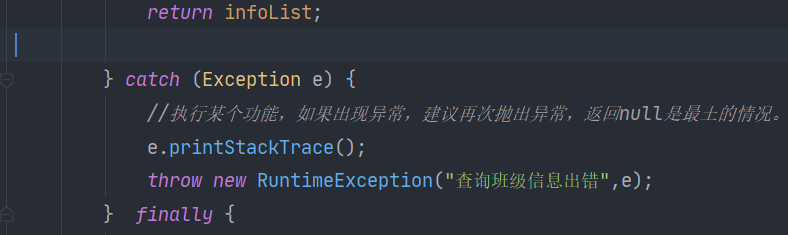 return infoList;
} catch (Exception e) {
//执行某个功能，如果出现异常，建议再次抛出异常，返回null是最土的情况。
e.printStackTrace();
throw new RuntimeException("查询班级信息出错",e);
}  finally {